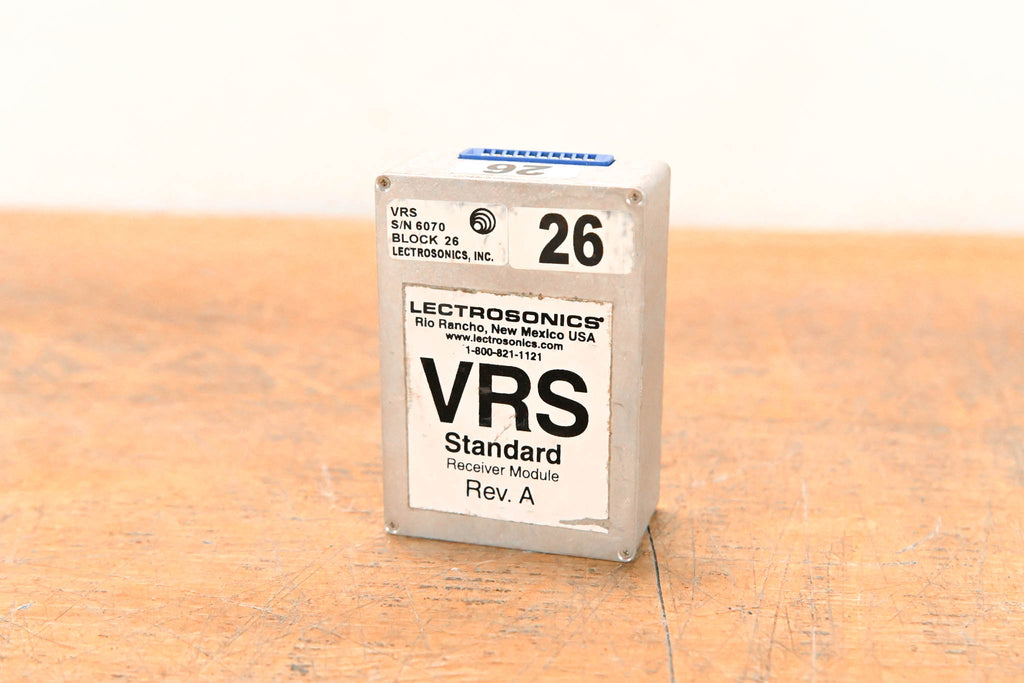 26
VRS
S/N 6070
BLOCK 26
LECTROSONICS, INC.
26
LECTROSONICS®
Rio Rancho, New Mexico USA
www.lectrosonics.com
1-800-821-1121
VRS
Standard
Receiver Module
Rev. A